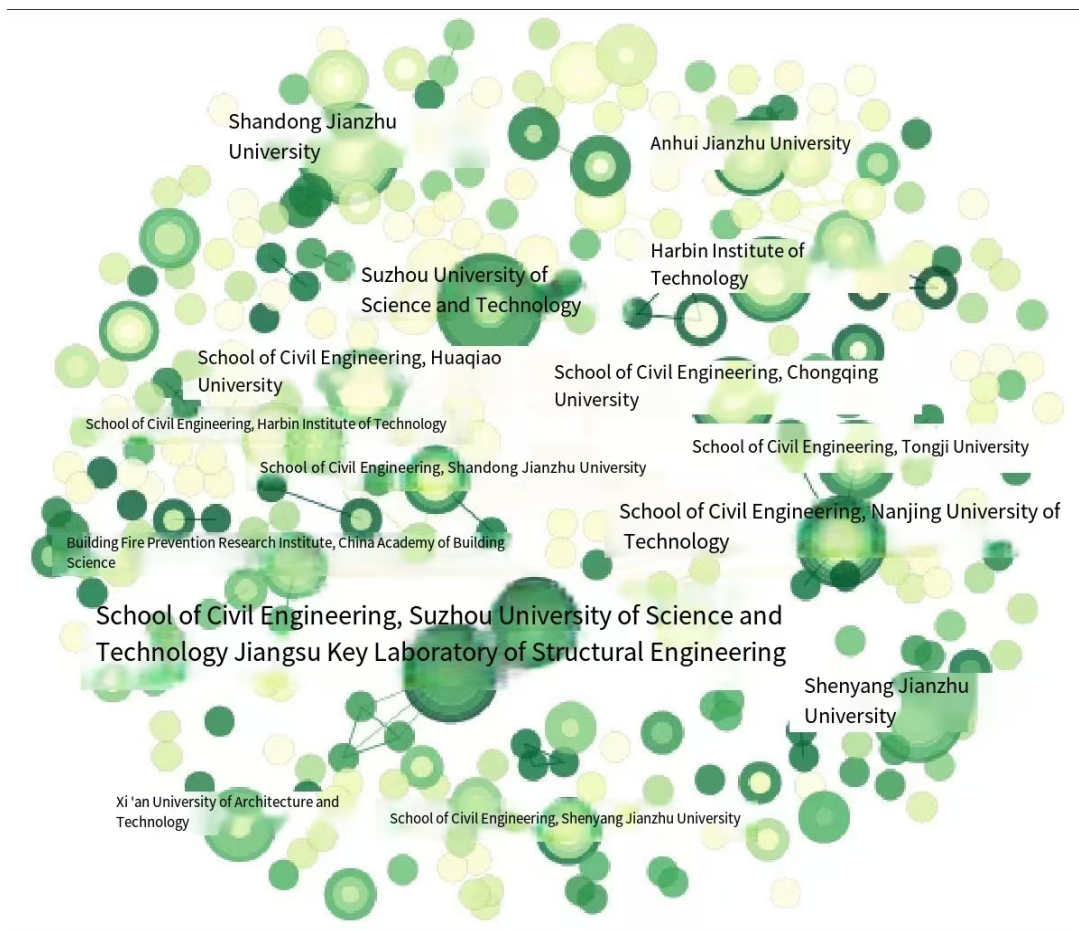 Shandong Jianzhu
University
Anhui Jianzhu University
Harbin Institute of
Technology
Suzhou University of
Science and Technology
School of Civil Engineering, Huaqiao
University
School of Civil Engineering, Chongqing
University
School of Civil Engineering, Harbin Institute of Technology
School of Civil Engineering, Tongji University
School of Civil Engineering, Shandong Jianzhu University
School of Civil Engineering, Nanjing University of
Technology
Building Fire Prevention Research Institute, China Academy of Building
Science
School of Civil Engineering, Suzhou University of Science and
Technology Jiangsu Key Laboratory of Structural Engineering
Shenyang Jianzhu
University
Xi 'an University of Architecture and
Technology
School of Civil Engineering, Shenyang Jianzhu University